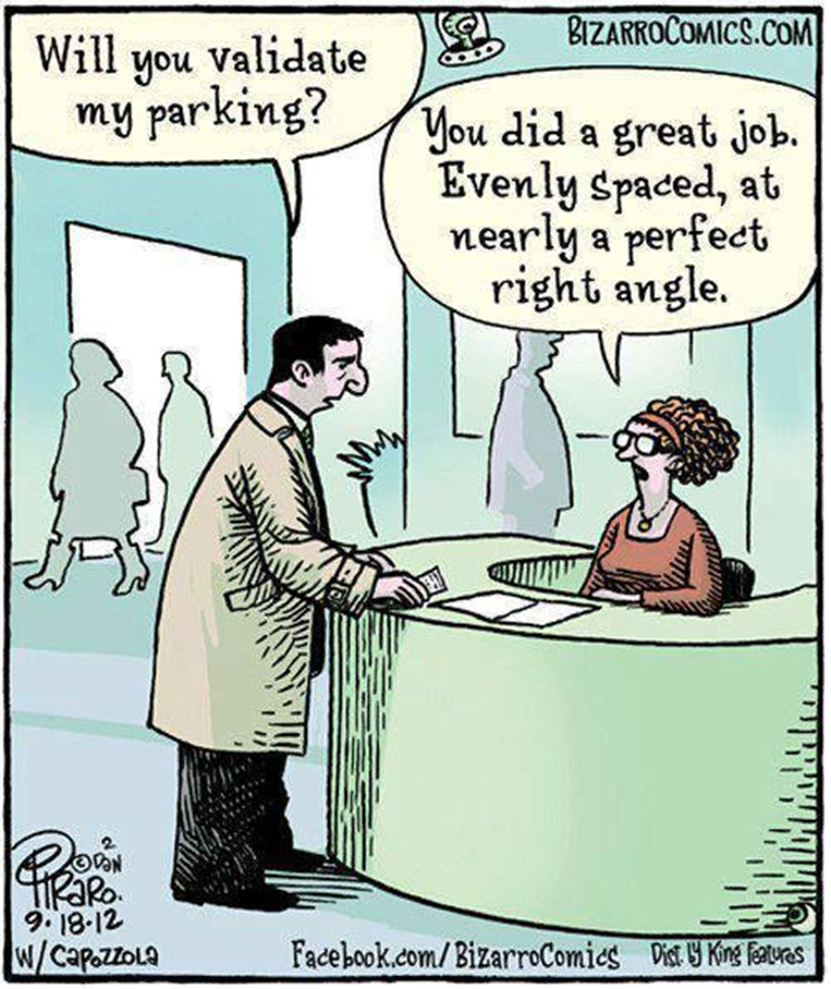 BIZARROCOMICS.COM
Will you validate
my parking?
You did a great job.
Evenly spaced, at
nearly a perfect
right angle.
© DAN
2
PIRARO.
9.18.12
W/ CAPOZZOLA
Facebook.com/BizarroComics
Dist. by King Features